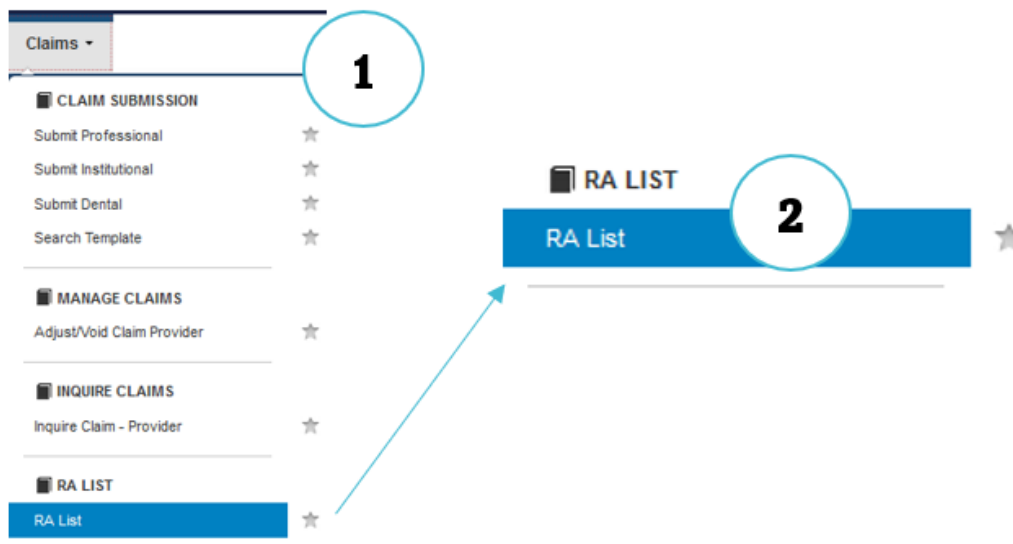 Claims
1
CLAIM SUBMISSION
Submit Professional
Submit Institutional
Submit Dental
Search Template
MANAGE CLAIMS
Adjust/Void Claim Provider
INQUIRE CLAIMS
Inquire Claim - Provider
RA LIST
RA List
RA LIST
2
RA List